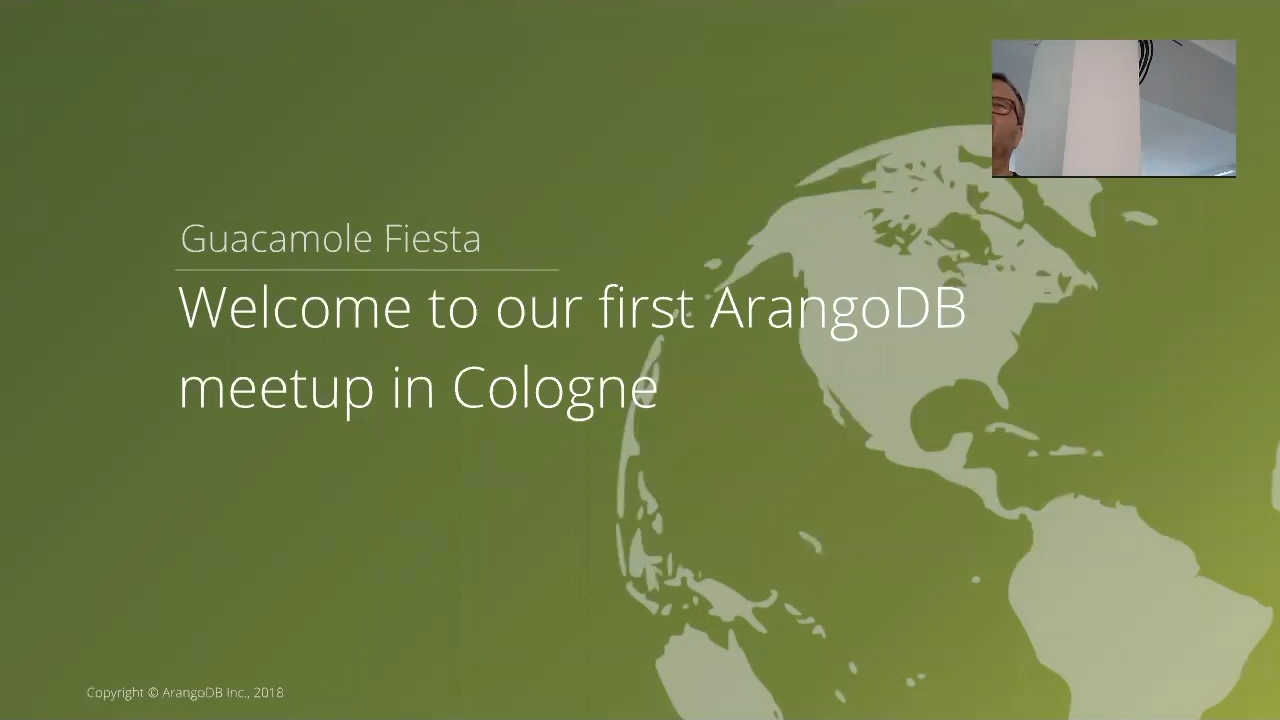 Guacamole Fiesta
Welcome to our first ArangoDB
meetup in Cologne
Copyright © ArangoDB Inc., 2018